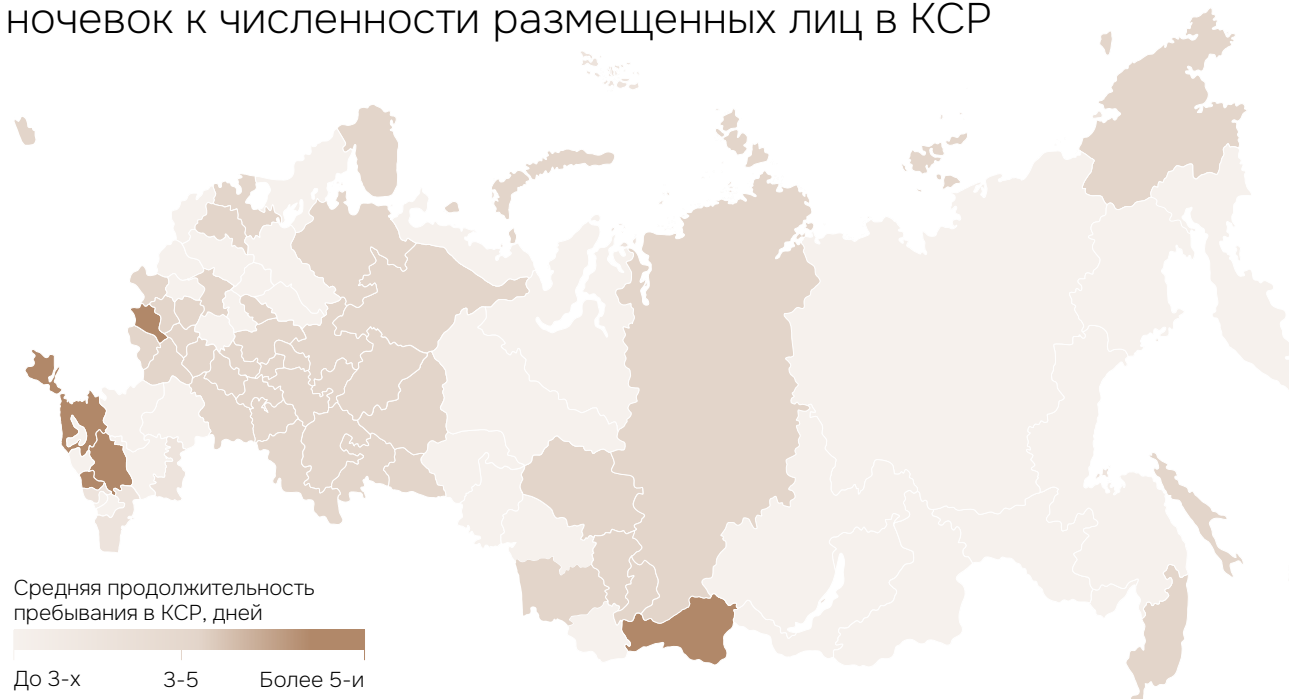 ночевок к численности размещенных лиц в КСР
Средняя продолжительность
пребывания в КСР, дней
До 3-х
3-5
Более 5-и